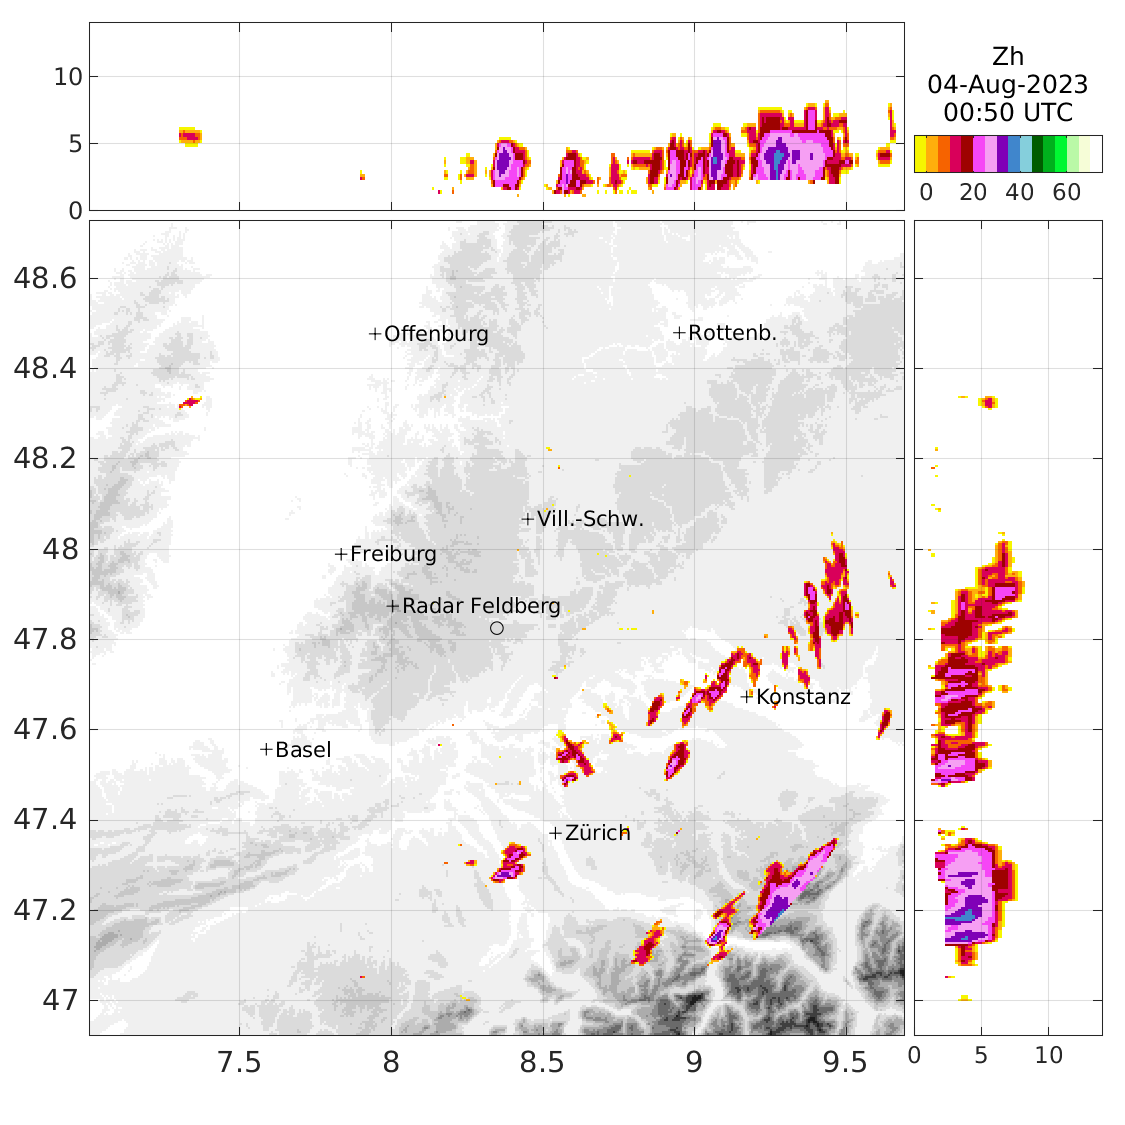 10
5
0
Zh
04-Aug-2023
00:50 UTC
0 20 40 60
48.6
48.4
48.2
48
47.8
47.6
47.4
47.2
47
Offenburg
Rottenb.
Vill.-Schw.
Freiburg
Radar Feldberg
Konstanz
Basel
Zürich
7.5 8 8.5 9 9.5
0 5 10